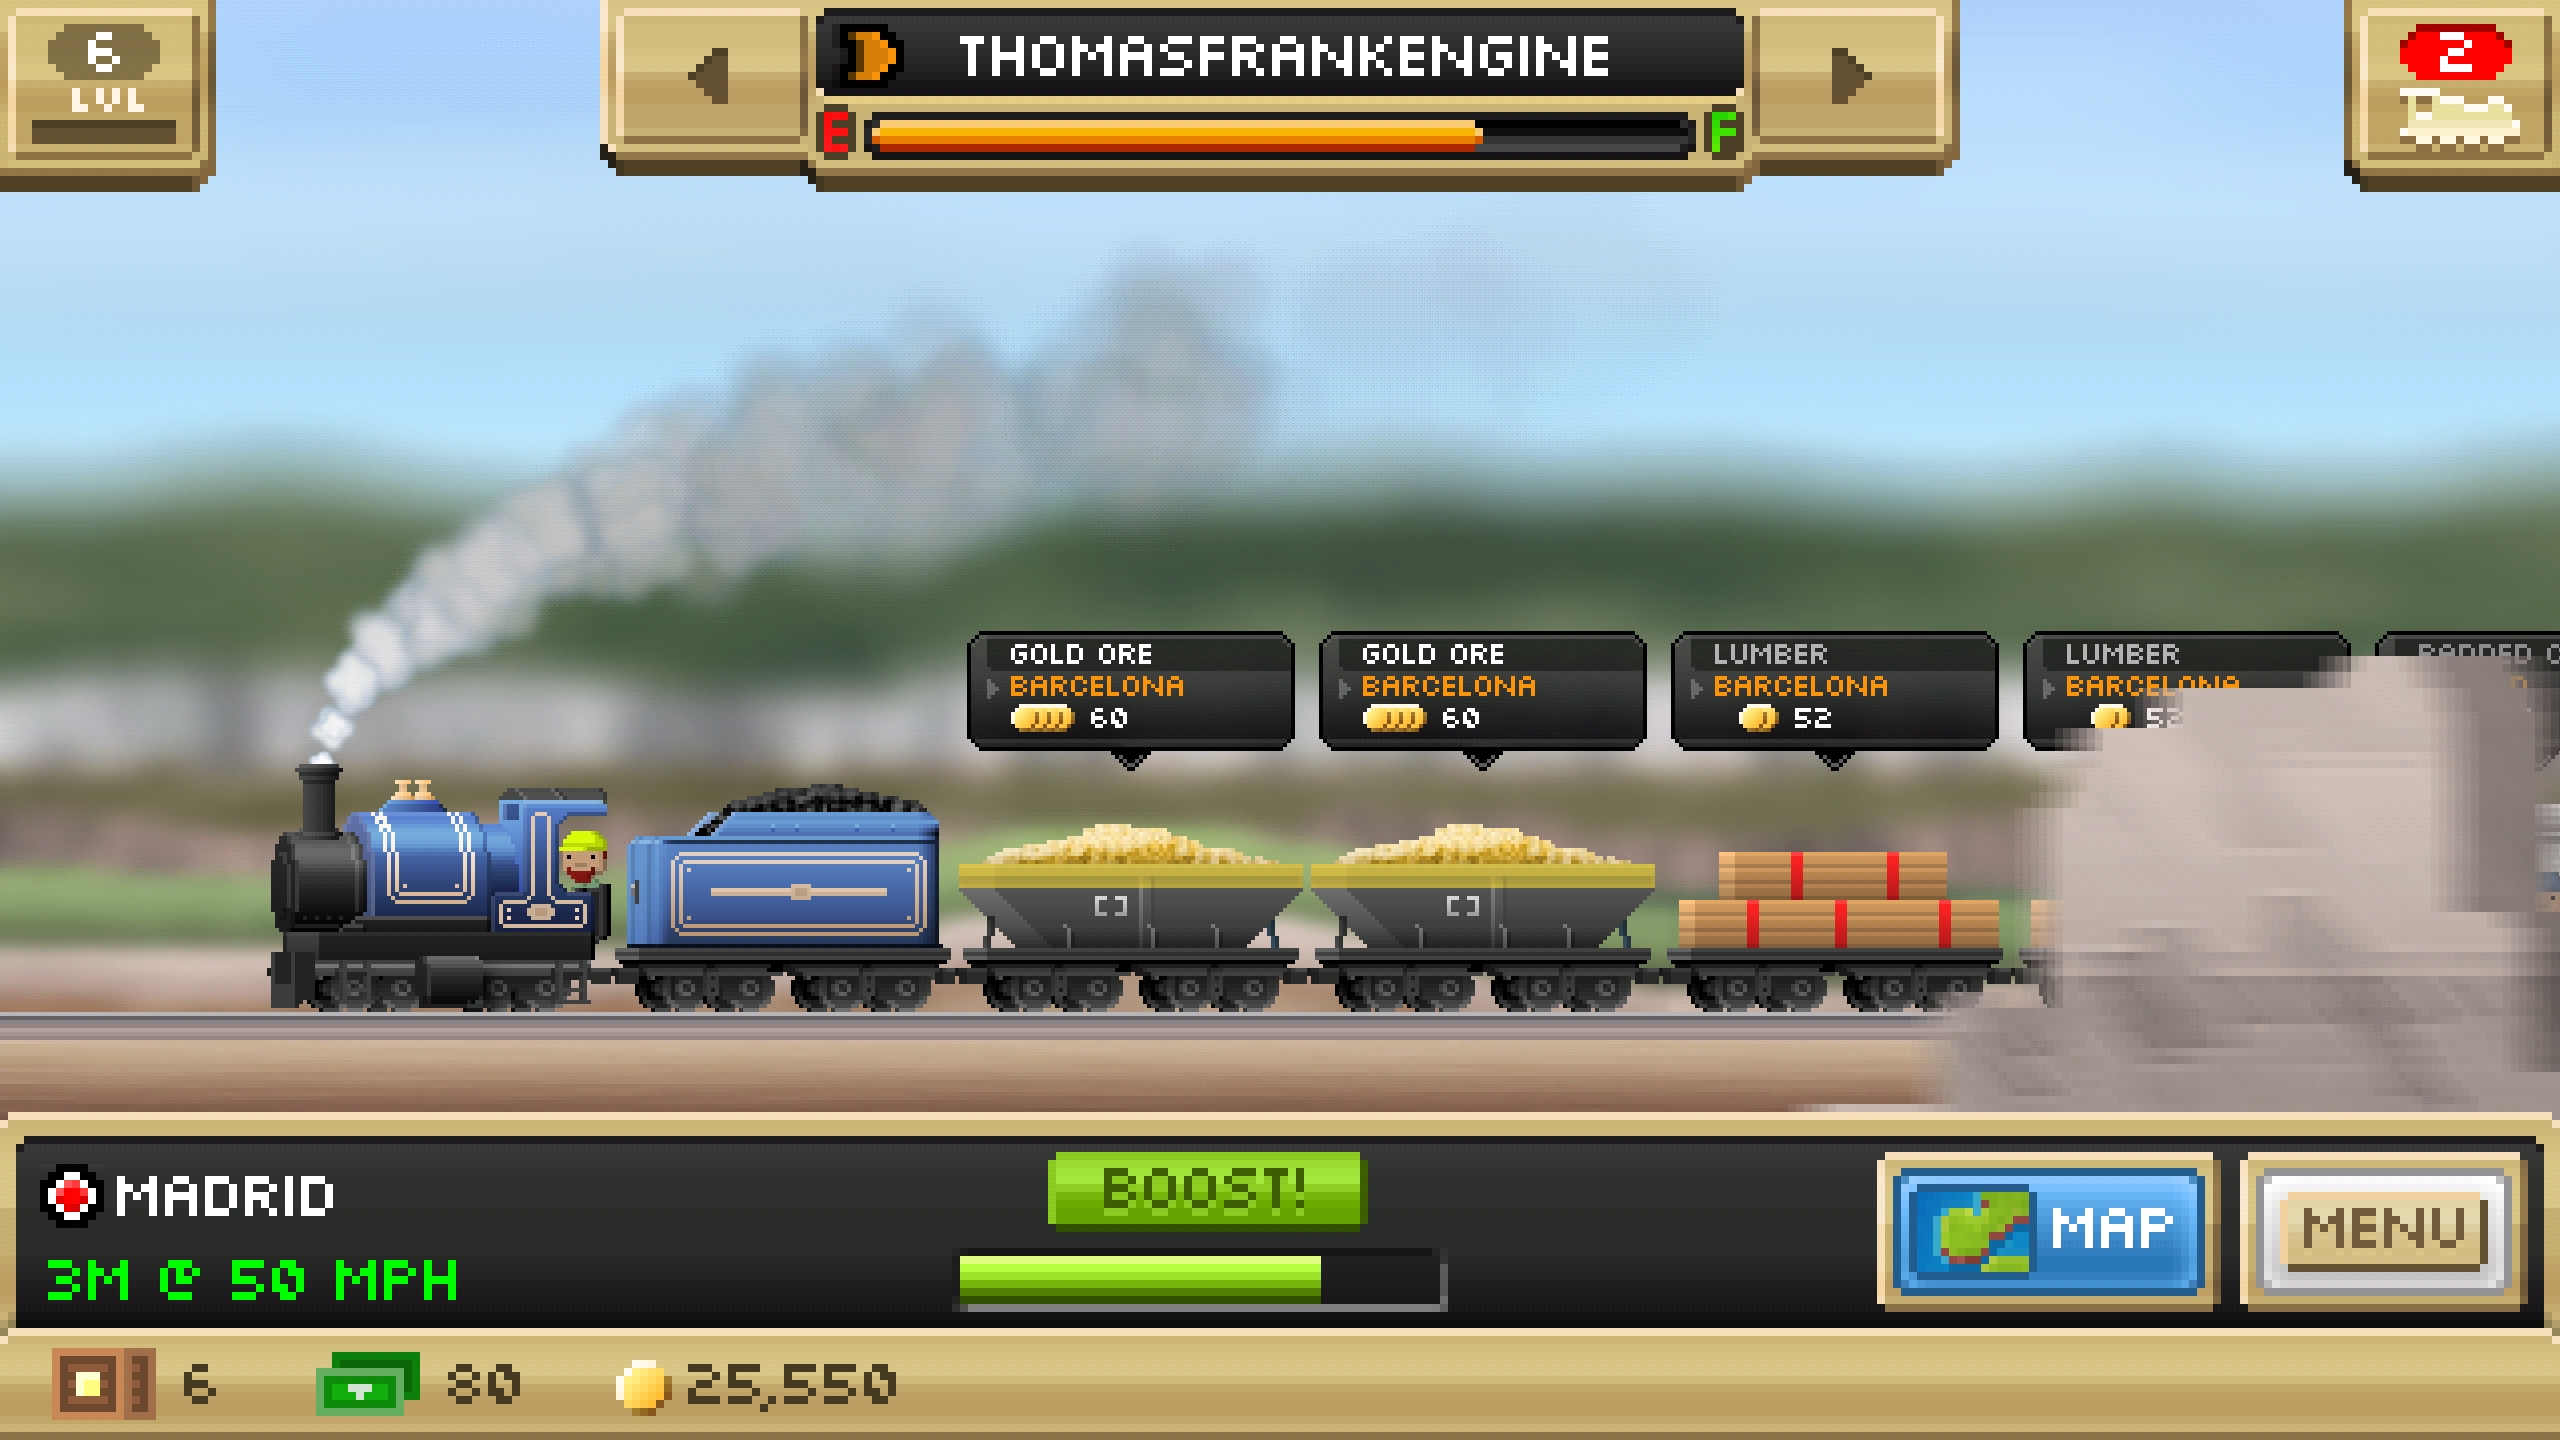 6
LVL
THOMASFRANKENGINE
E
F
2
GOLD ORE
BARCELONA
60
GOLD ORE
BARCELONA
60
LUMBER
BARCELONA
52
LUMBER
BARCELONA
MADRID
3M @ 50 MPH
BOOST!
MAP
MENU
6
80
25,550